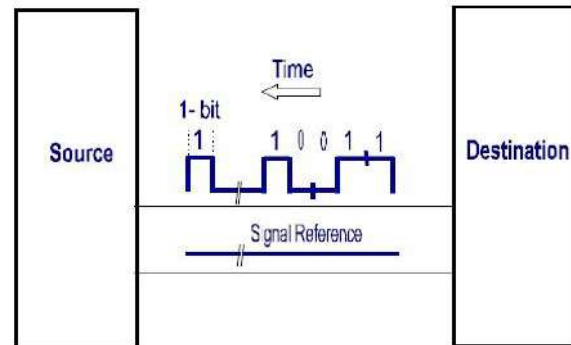 Time
1- bit
1 1 0 0 1 1
Source
Destination
Signal Reference